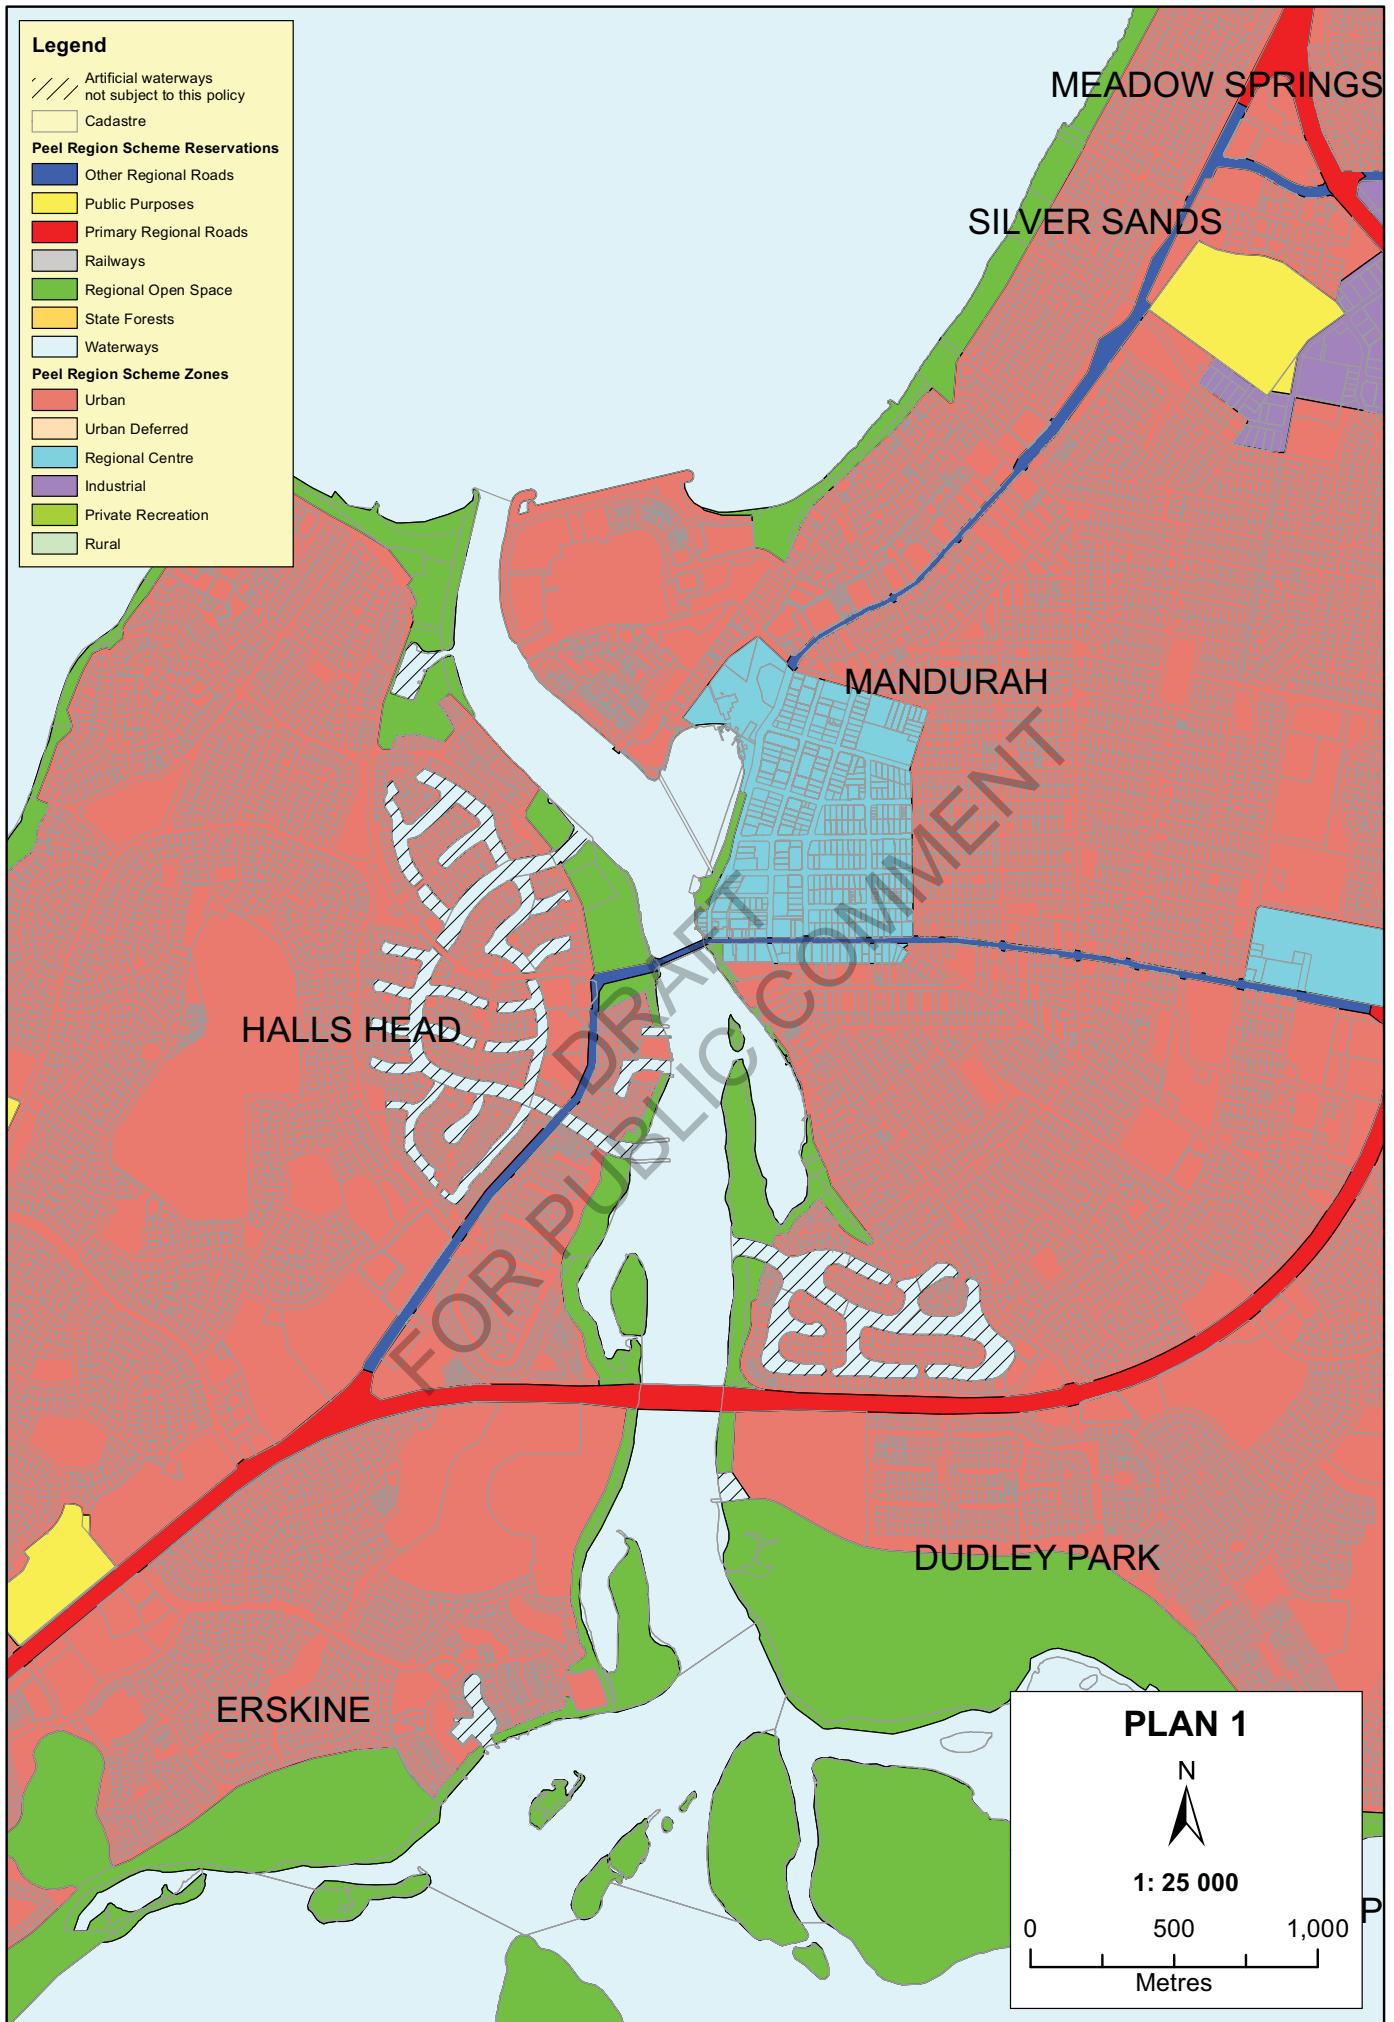 Legend
Artificial waterways
not subject to this policy
Cadastre
Peel Region Scheme Reservations
Other Regional Roads
Public Purposes
Primary Regional Roads
Railways
Regional Open Space
State Forests
Waterways
Peel Region Scheme Zones
Urban
Urban Deferred
Regional Centre
Industrial
Private Recreation
Rural
MEADOW SPRINGS
SILVER SANDS
MANDURAH
HALLS HEAD
DRAFT
FOR PUBLIC COMMENT
DUDLEY PARK
ERSKINE
PLAN 1
N
1: 25 000
0 500 1,000
Metres
P